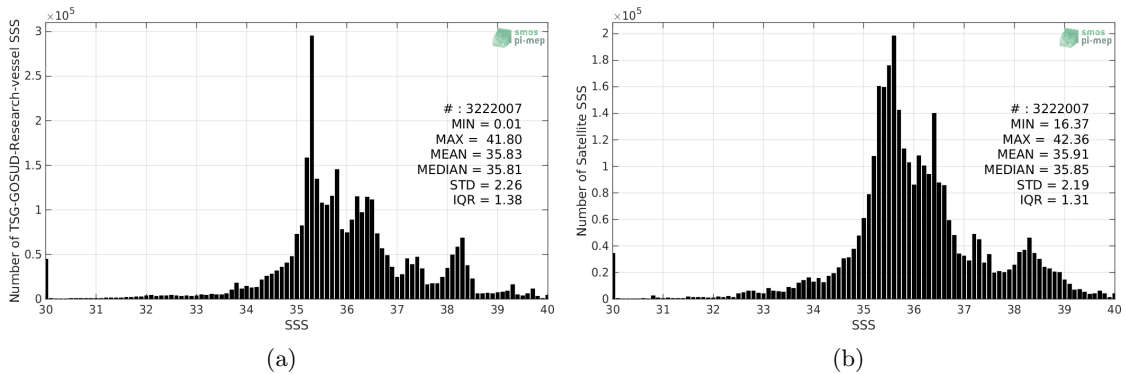 ×10⁵
3
2.5
2
1.5
1
0.5
0
30
31
32
33
34
35
36
37
38
39
40
SSS
Number of TSG-GOSUD-Research-vessel SSS
smos
pi-mep
# : 3222007
MIN = 0.01
MAX = 41.80
MEAN = 35.83
MEDIAN = 35.81
STD = 2.26
IQR = 1.38
(a)
×10⁵
2
1.8
1.6
1.4
1.2
1
0.8
0.6
0.4
0.2
0
30
31
32
33
34
35
36
37
38
39
40
SSS
Number of Satellite SSS
smos
pi-mep
# : 3222007
MIN = 16.37
MAX = 42.36
MEAN = 35.91
MEDIAN = 35.85
STD = 2.19
IQR = 1.31
(b)